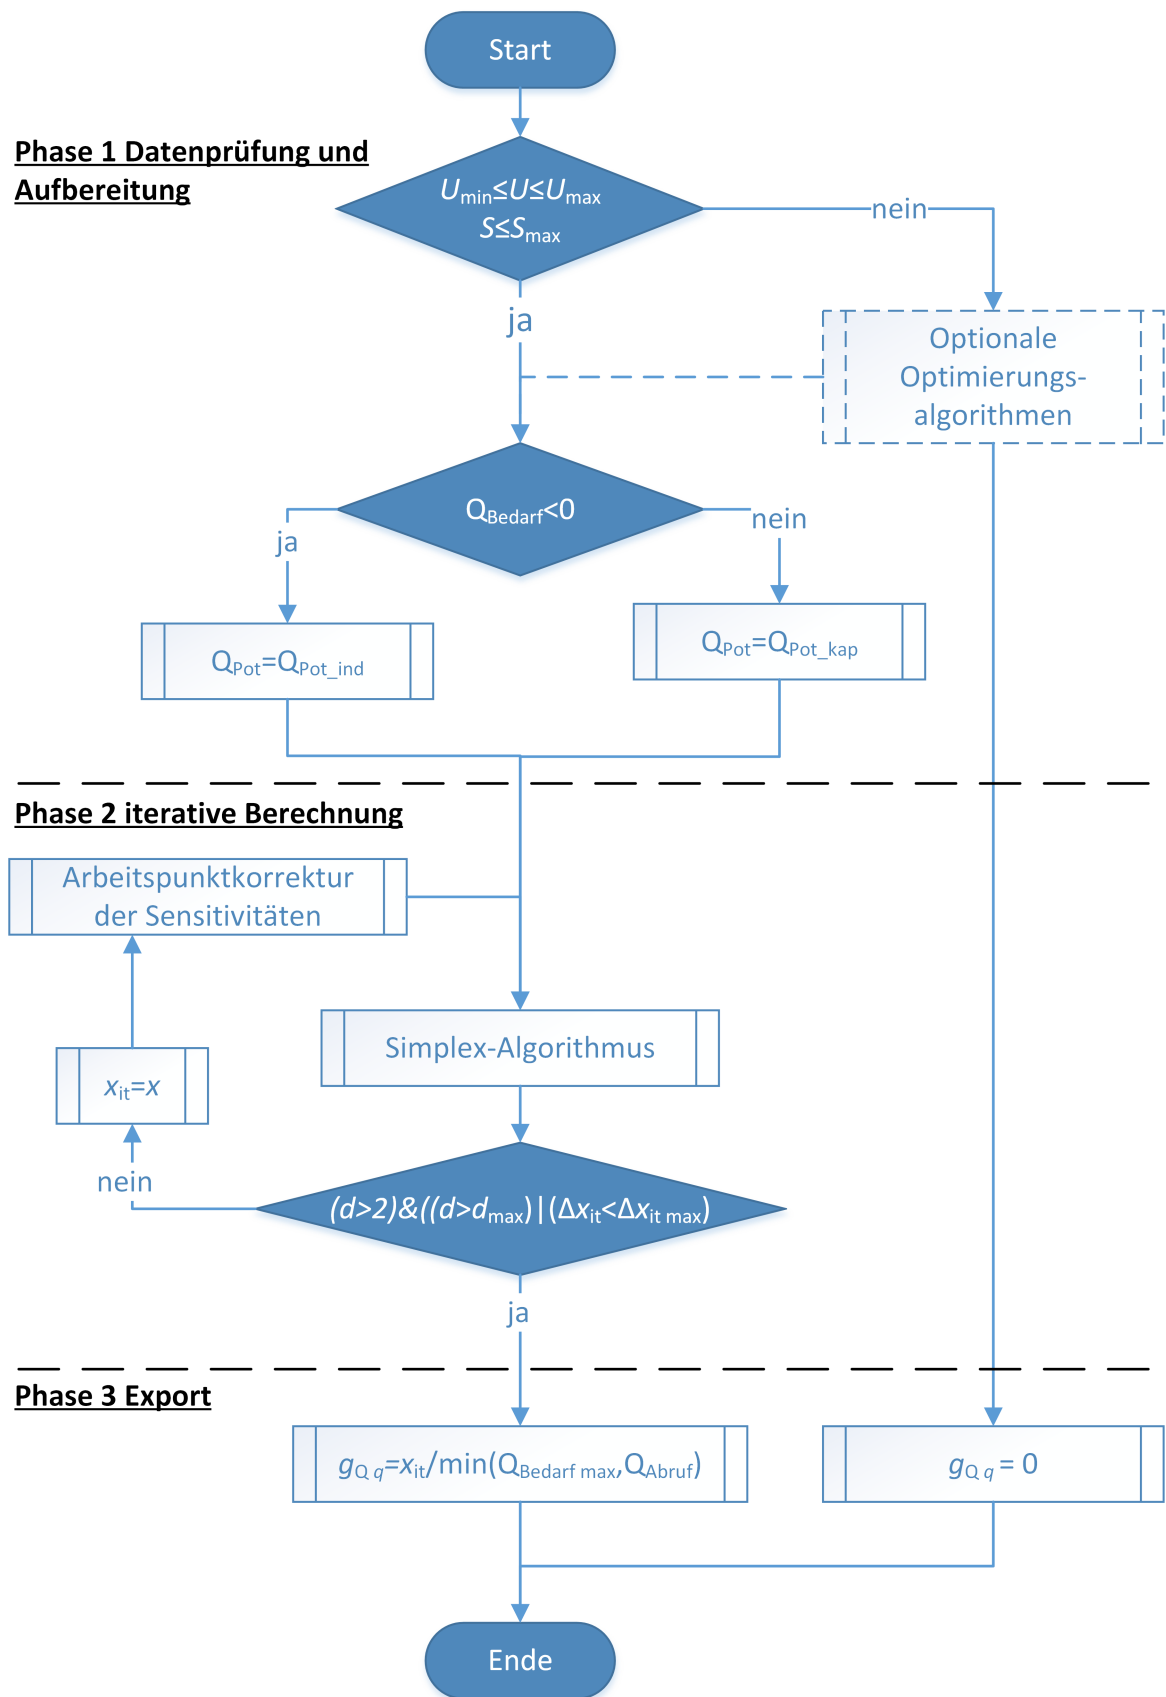 Start
Phase 1 Datenprüfung und
Aufbereitung
Umin≤U≤Umax
S≤Smax
nein
ja
Optionale
Optimierungs-
algorithmen
QBedarf<0
ja
nein
QPot=QPot_ind
QPot=QPot_kap
Phase 2 iterative Berechnung
Arbeitspunktkorrektur
der Sensitivitäten
Simplex-Algorithmus
xit=x
nein
(d>2)&((d>dmax)|(Δxit<Δxit max)
ja
Phase 3 Export
gQ q=xit/min(QBedarf max,QAbruf)
gQ q = 0
Ende